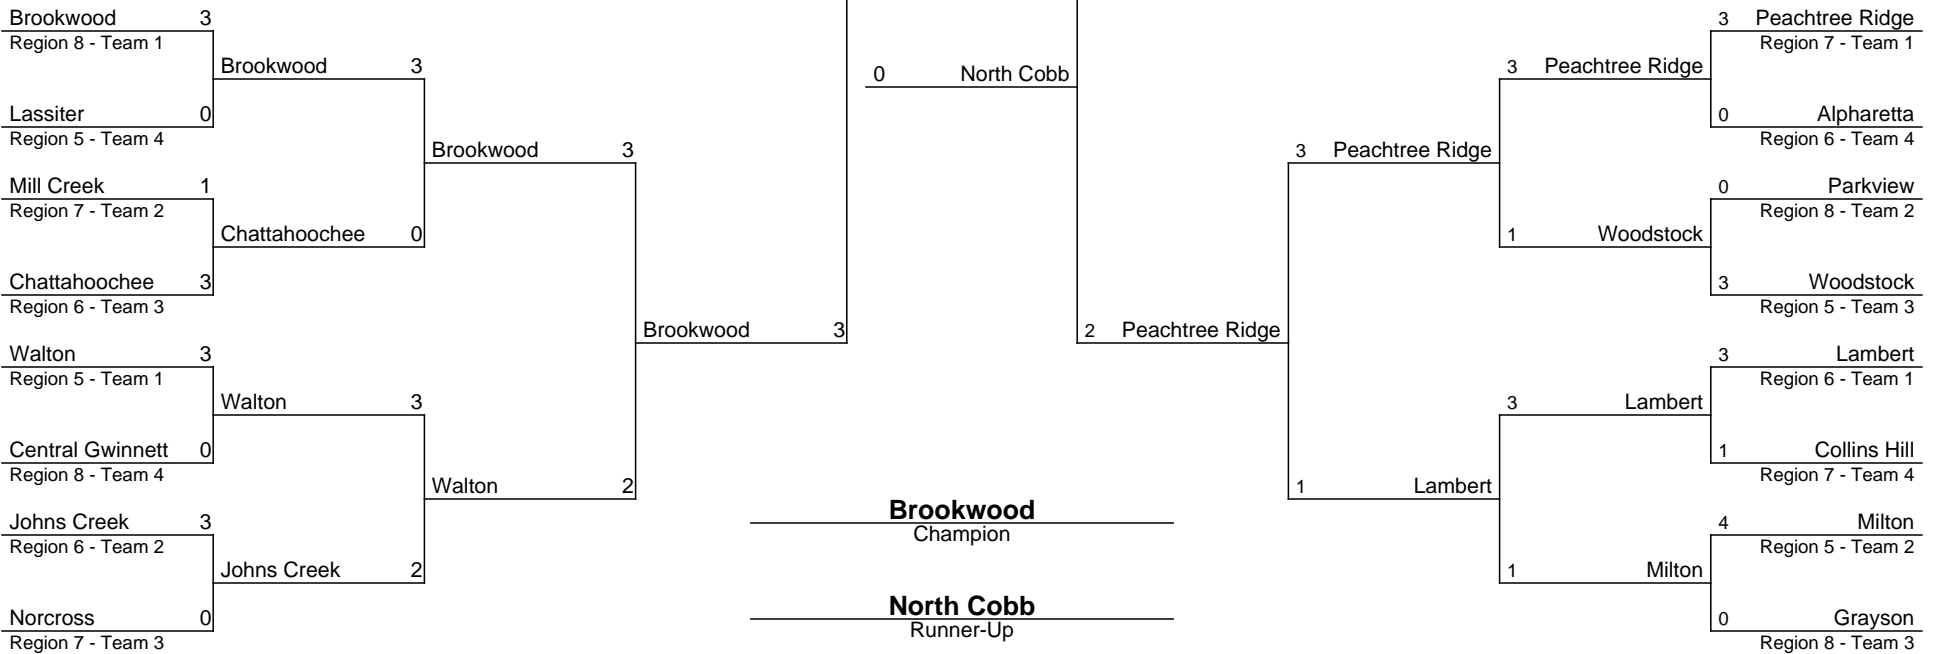 Brookwood 3
Region 8 - Team 1
Lassiter 0
Region 5 - Team 4
Mill Creek 1
Region 7 - Team 2
Chattahoochee 3
Region 6 - Team 3
Walton 3
Region 5 - Team 1
Central Gwinnett 0
Region 8 - Team 4
Johns Creek 3
Region 6 - Team 2
Norcross 0
Region 7 - Team 3
Brookwood 3
Chattahoochee 0
Walton 3
Johns Creek 2
Brookwood 3
Walton 2
Brookwood 3
0 North Cobb
Brookwood
Champion
North Cobb
Runner-Up
2 Peachtree Ridge
3 Peachtree Ridge
1 Lambert
3 Peachtree Ridge
1 Woodstock
3 Lambert
1 Milton
3 Peachtree Ridge
Region 7 - Team 1
0 Alpharetta
Region 6 - Team 4
0 Parkview
Region 8 - Team 2
3 Woodstock
Region 5 - Team 3
3 Lambert
Region 6 - Team 1
1 Collins Hill
Region 7 - Team 4
4 Milton
Region 5 - Team 2
0 Grayson
Region 8 - Team 3